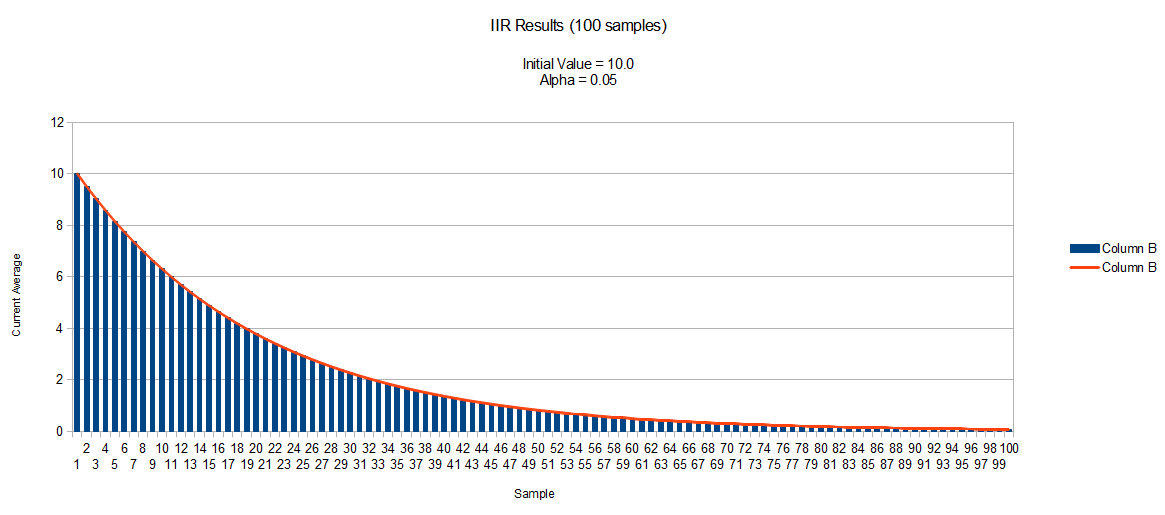 IIR Results (100 samples)
Initial Value = 10.0
Alpha = 0.05
12
10
8
6
4
2
0
Current Average
Column B
Column B
2 4 6 8 10 12 14 16 18 20 22 24 26 28 30 32 34 36 38 40 42 44 46 48 50 52 54 56 58 60 62 64 66 68 70 72 74 76 78 80 82 84 86 88 90 92 94 96 98 100
1 3 5 7 9 11 13 15 17 19 21 23 25 27 29 31 33 35 37 39 41 43 45 47 49 51 53 55 57 59 61 63 65 67 69 71 73 75 77 79 81 83 85 87 89 91 93 95 97 99
Sample